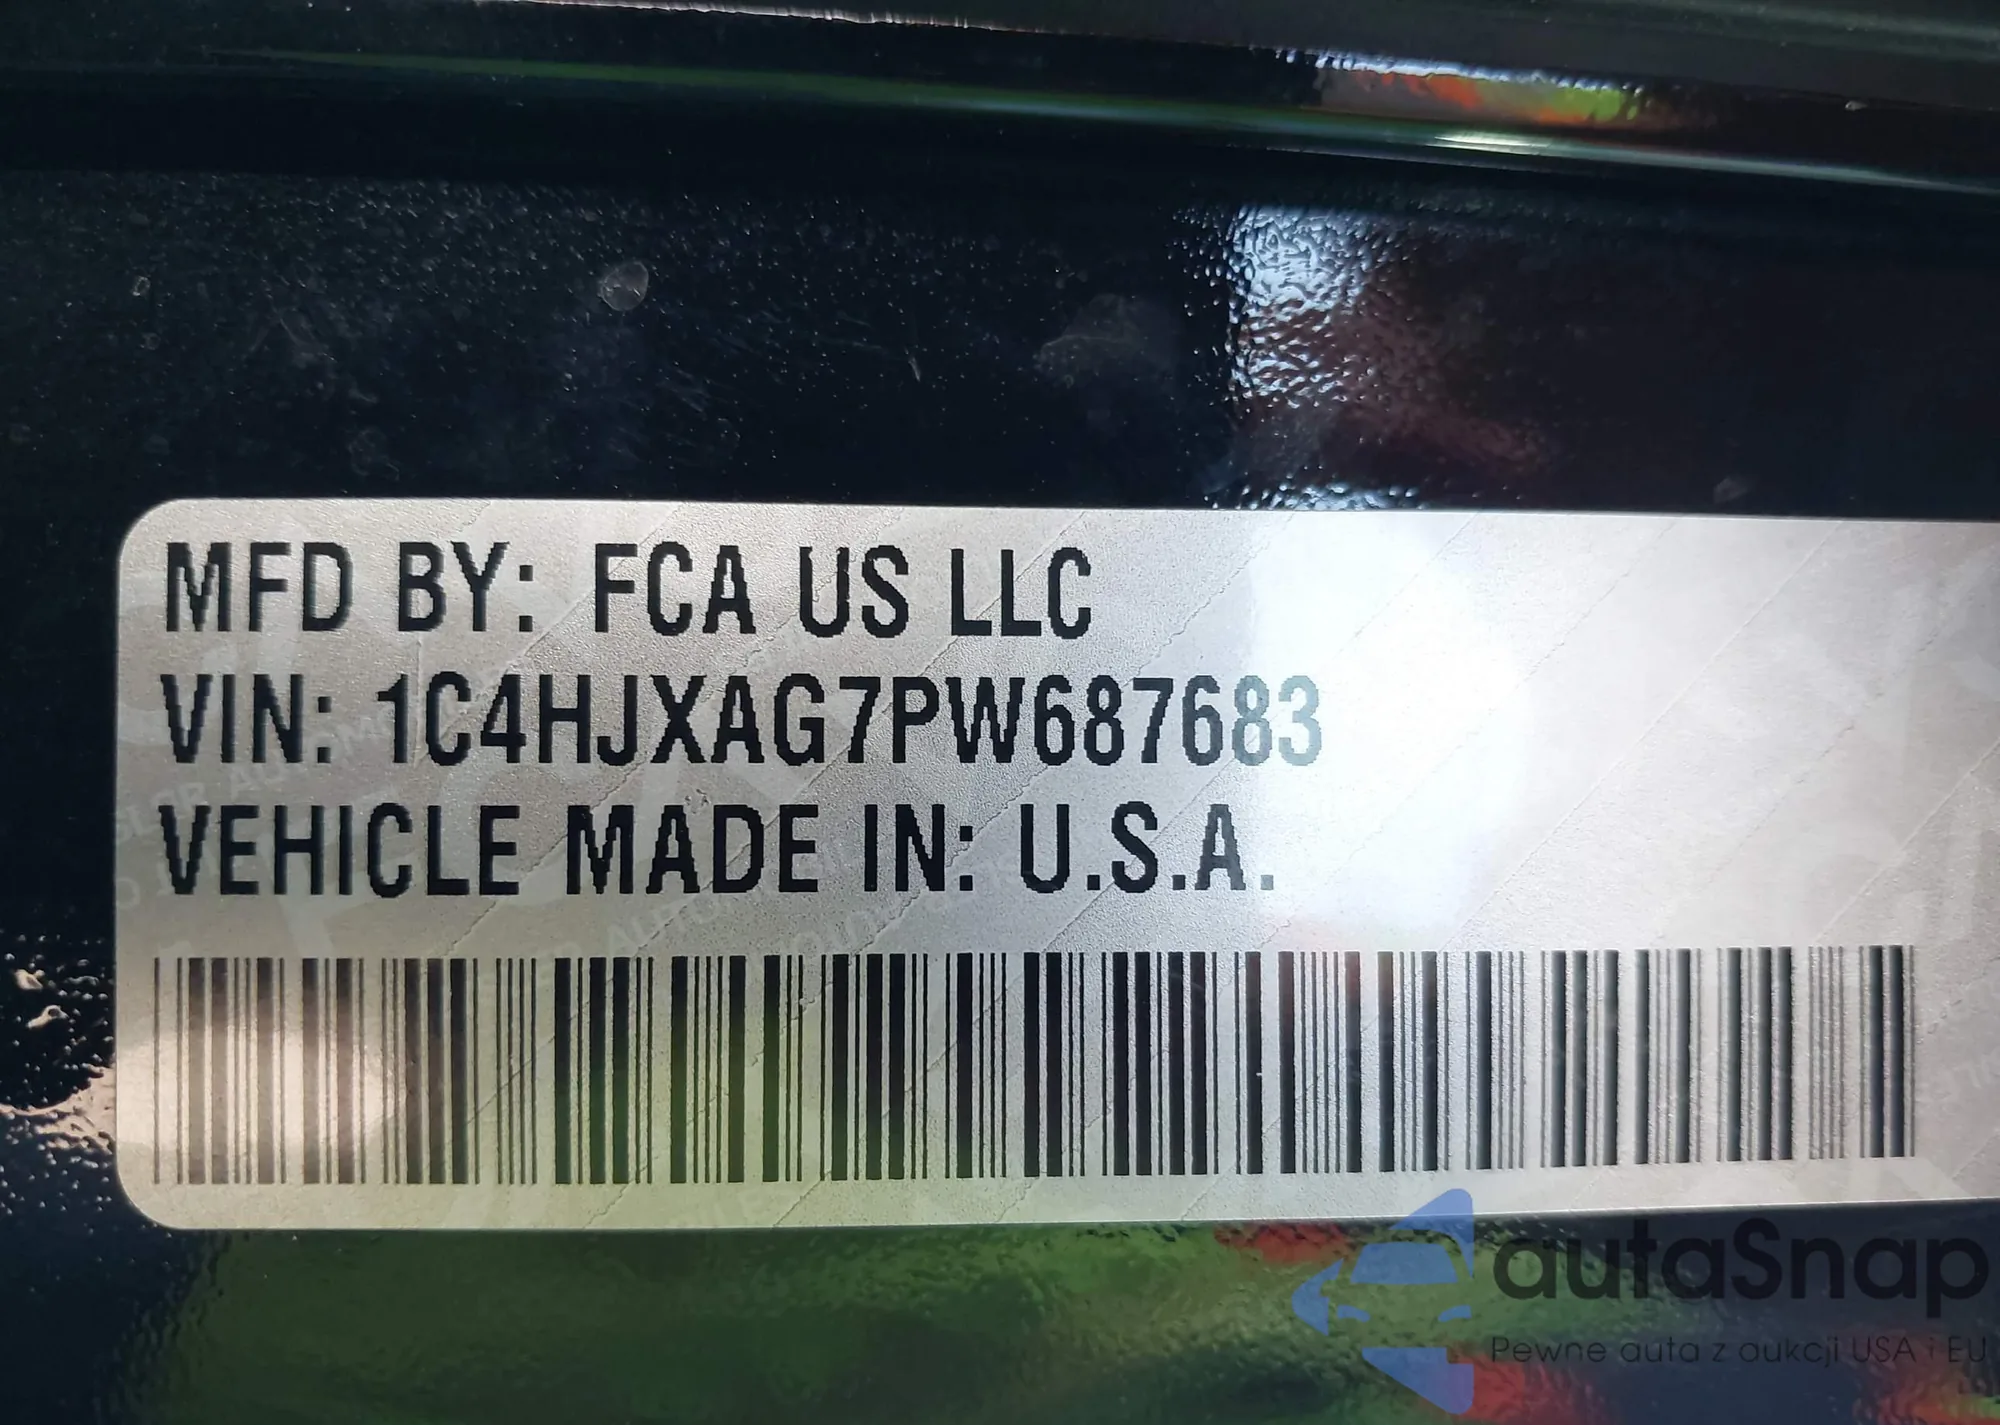 MFD BY: FCA US LLC
VIN: 1C4HJXAG7PW687683
VEHICLE MADE IN: U.S.A.
autaSnap
Pewne auta z aukcji USA i EU